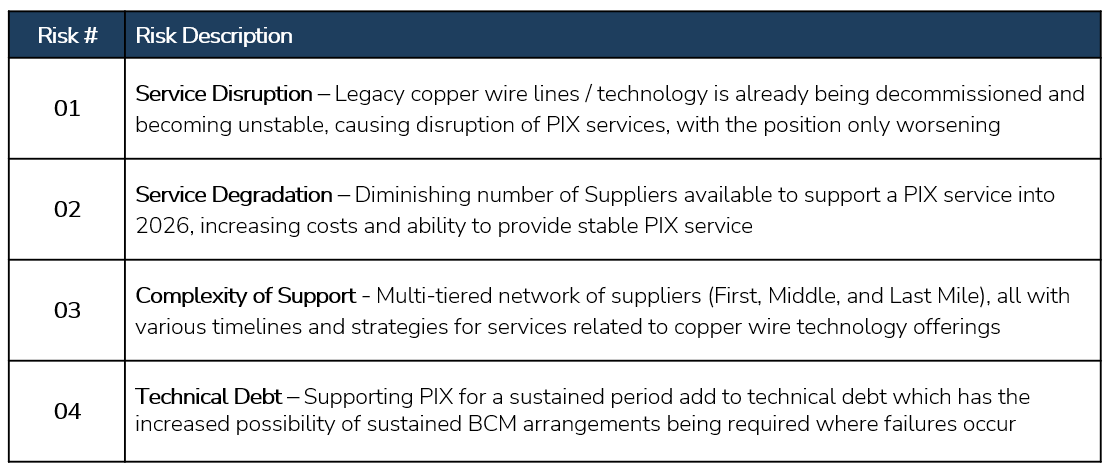 Risk # Risk Description
01
Service Disruption – Legacy copper wire lines / technology is already being decommissioned and
becoming unstable, causing disruption of PIX services, with the position only worsening
02
Service Degradation – Diminishing number of Suppliers available to support a PIX service into
2026, increasing costs and ability to provide stable PIX service
03
Complexity of Support - Multi-tiered network of suppliers (First, Middle, and Last Mile), all with
various timelines and strategies for services related to copper wire technology offerings
04
Technical Debt – Supporting PIX for a sustained period add to technical debt which has the
increased possibility of sustained BCM arrangements being required where failures occur